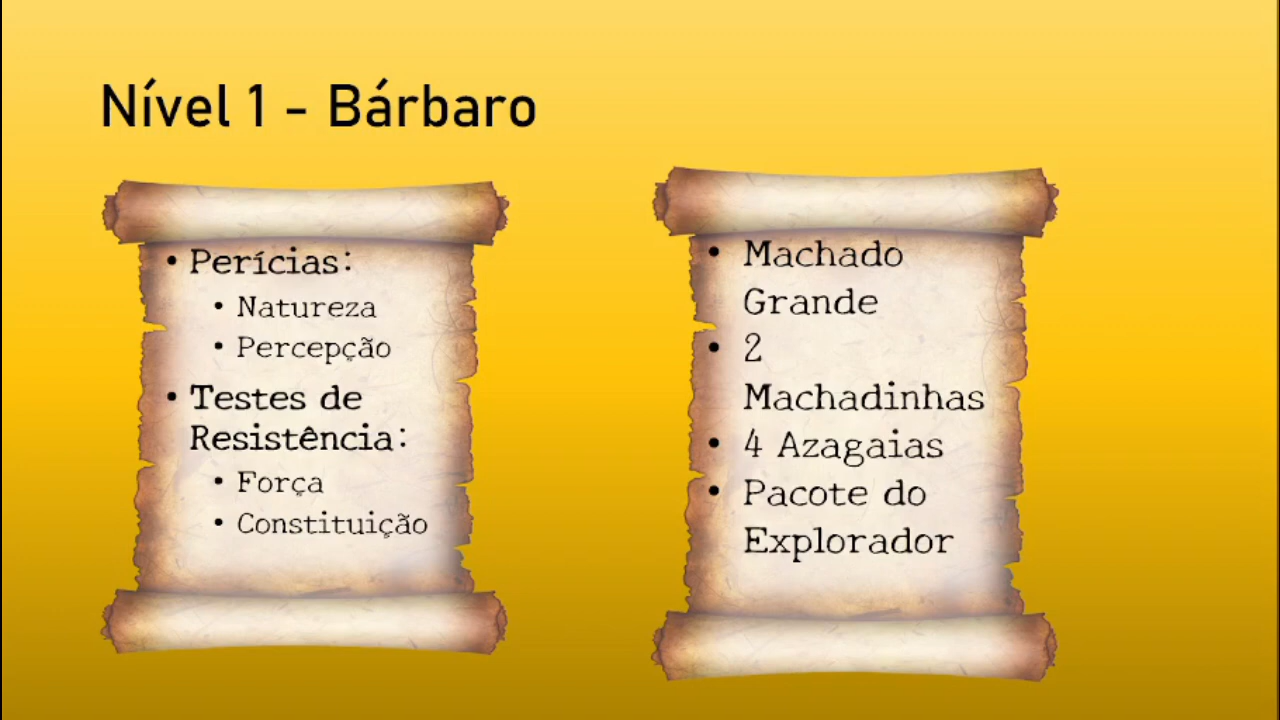 Nível 1 - Bárbaro
• Perícias:
• Natureza
• Percepção
• Testes de
Resistência:
• Força
• Constituição
• Machado
Grande
• 2
Machadinhas
• 4 Azagaias
• Pacote do
Explorador